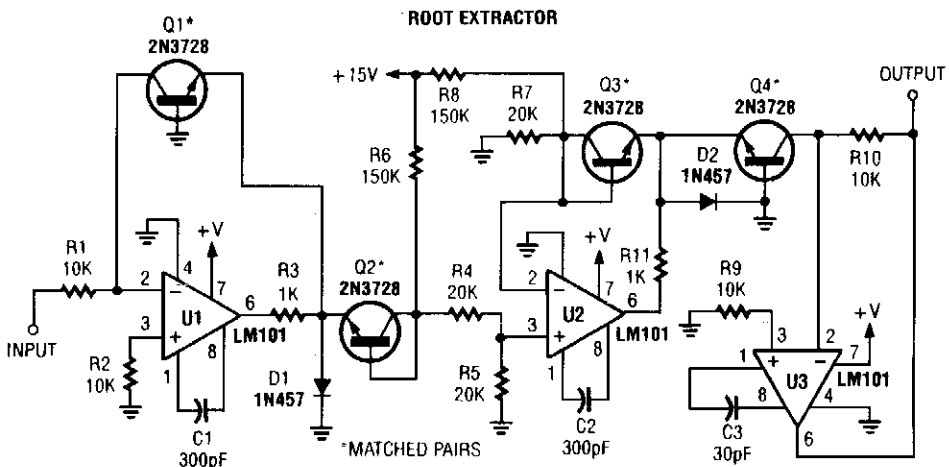 ROOT EXTRACTOR
Q1*
2N3728
+15V
R8
150K
R7
20K
Q3*
2N3728
Q4*
2N3728
OUTPUT
R6
150K
D2
1N457
R10
10K
R1
10K
+V
4
2
7
R3
1K
Q2*
2N3728
R4
20K
+V
4
2
7
R11
1K
R9
10K
+V
INPUT
3
−
+
U1
6
LM101
8
1
R2
10K
D1
1N457
R5
20K
3
−
+
U2
6
LM101
8
1
3
2
7
1
+
−
U3
LM101
8
4
6
C1
300pF
*MATCHED PAIRS
C2
300pF
C3
30pF